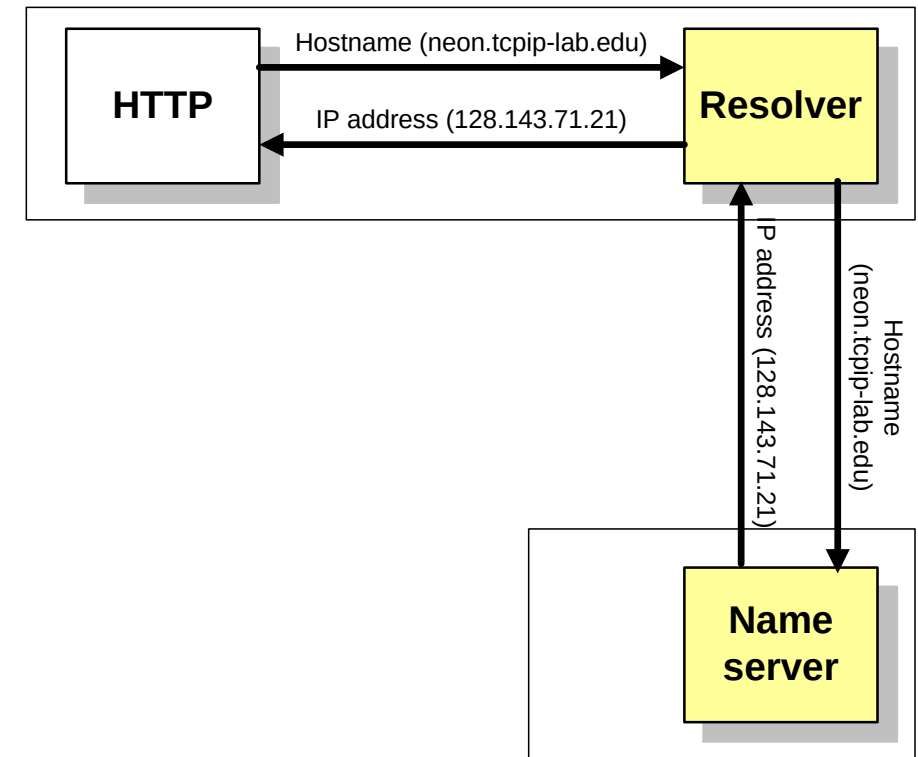 Hostname (neon.tcpip-lab.edu)
HTTP
Resolver
IP address (128.143.71.21)
IP address (128.143.71.21)
Hostname
(neon.tcpip-lab.edu)
Name
server